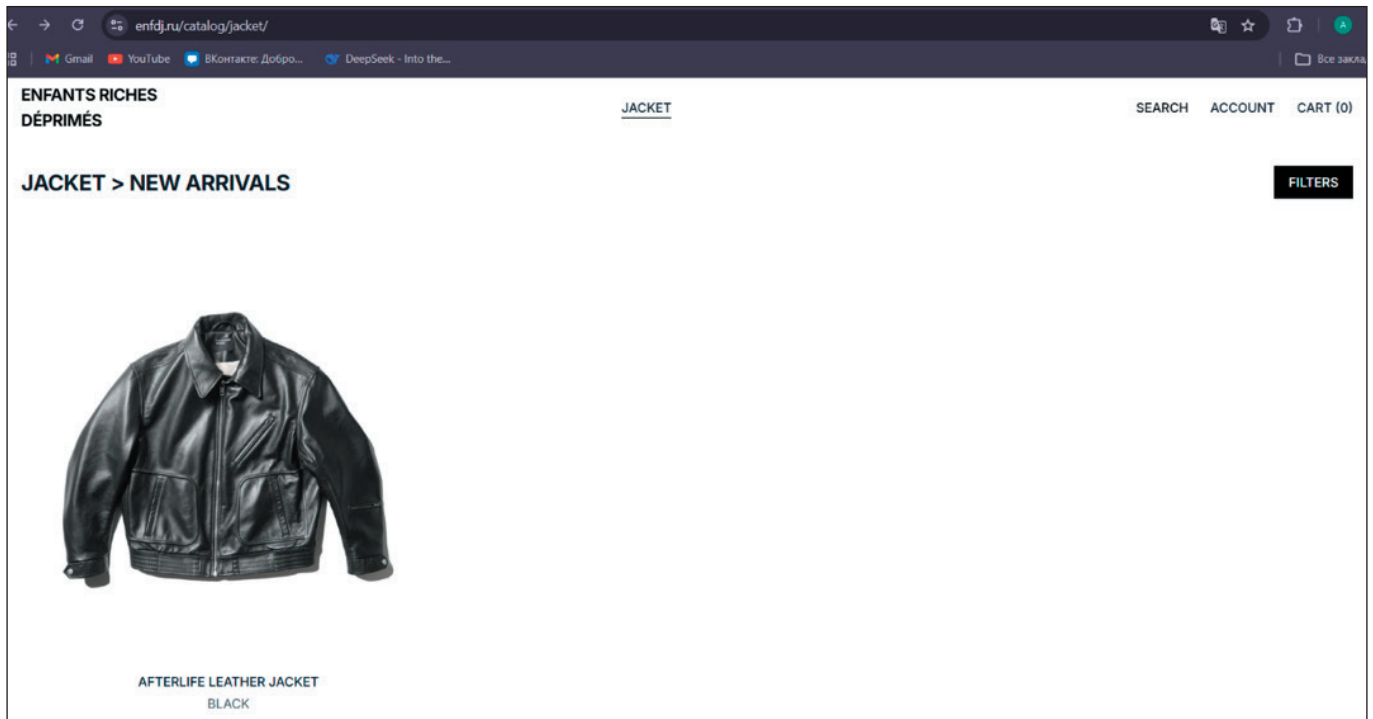 enfdj.ru/catalog/jacket/
A
Gmail YouTube ВКонтакте: Добро... DeepSeek - Into the...
Все закла
ENFANTS RICHES
DÉPRIMÉS
JACKET
SEARCH ACCOUNT CART (0)
JACKET > NEW ARRIVALS
FILTERS
AFTERLIFE LEATHER JACKET
BLACK